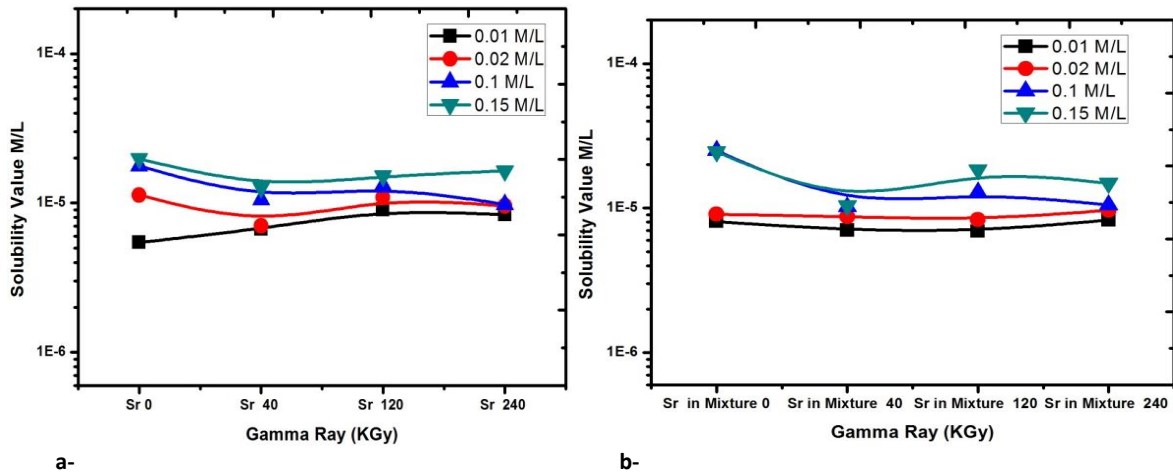 0.01 M/L
0.02 M/L
0.1 M/L
0.15 M/L
1E-4
1E-5
1E-6
Solubility Value M/L
Sr 0 Sr 40 Sr 120 Sr 240
Gamma Ray (KGy)
a-
0.01 M/L
0.02 M/L
0.1 M/L
0.15 M/L
1E-4
1E-5
1E-6
Solubility Value M/L
Sr in Mixture 0 Sr in Mixture 40 Sr in Mixture 120 Sr in Mixture 240
Gamma Ray (KGy)
b-